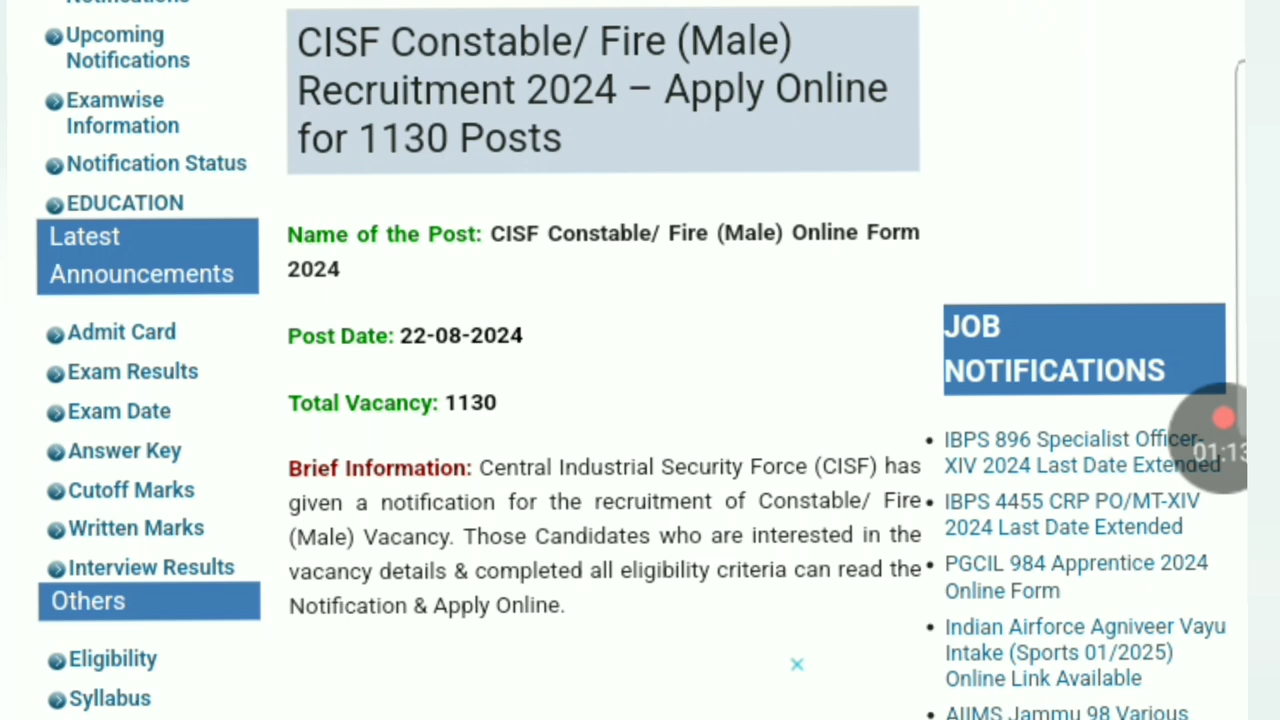 Notifications
Upcoming
Notifications
Examwise
Information
Notification Status
EDUCATION
Latest
Announcements
Admit Card
Exam Results
Exam Date
Answer Key
Cutoff Marks
Written Marks
Interview Results
Others
Eligibility
Syllabus
CISF Constable/ Fire (Male)
Recruitment 2024 – Apply Online
for 1130 Posts
Name of the Post: CISF Constable/ Fire (Male) Online Form
2024
Post Date: 22-08-2024
Total Vacancy: 1130
Brief Information: Central Industrial Security Force (CISF) has
given a notification for the recruitment of Constable/ Fire
(Male) Vacancy. Those Candidates who are interested in the
vacancy details & completed all eligibility criteria can read the
Notification & Apply Online.
JOB
NOTIFICATIONS
IBPS 896 Specialist Officer-
XIV 2024 Last Date Extended
IBPS 4455 CRP PO/MT-XIV
2024 Last Date Extended
PGCIL 984 Apprentice 2024
Online Form
Indian Airforce Agniveer Vayu
Intake (Sports 01/2025)
Online Link Available
AIIMS Jammu 98 Various
01:13